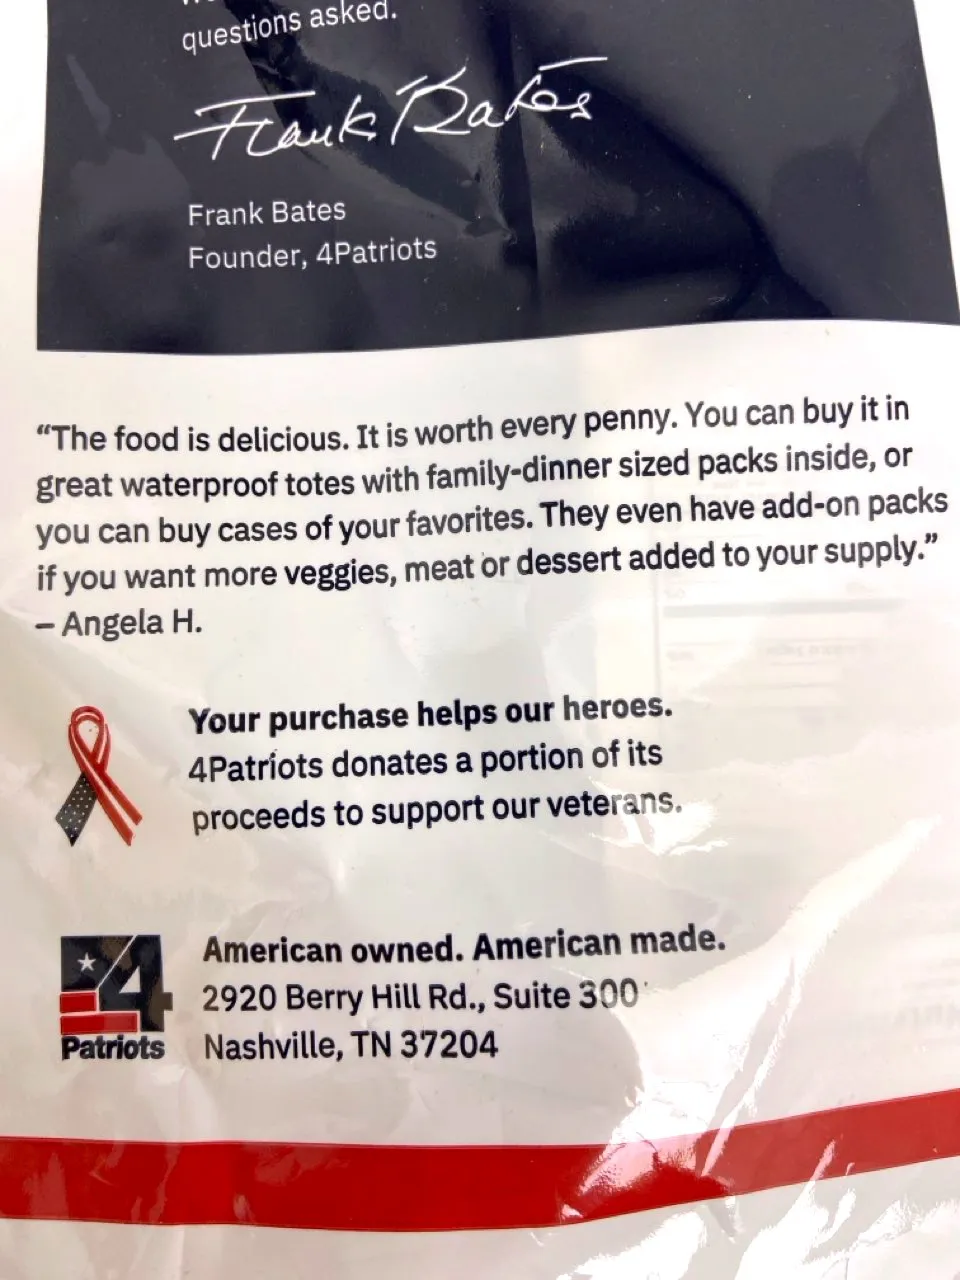 questions asked.
Frank Bates
Frank Bates
Founder, 4Patriots
“The food is delicious. It is worth every penny. You can buy it in
great waterproof totes with family-dinner sized packs inside, or
you can buy cases of your favorites. They even have add-on packs
if you want more veggies, meat or dessert added to your supply.”
– Angela H.
Your purchase helps our heroes.
4Patriots donates a portion of its
proceeds to support our veterans.
4
Patriots
American owned. American made.
2920 Berry Hill Rd., Suite 300
Nashville, TN 37204